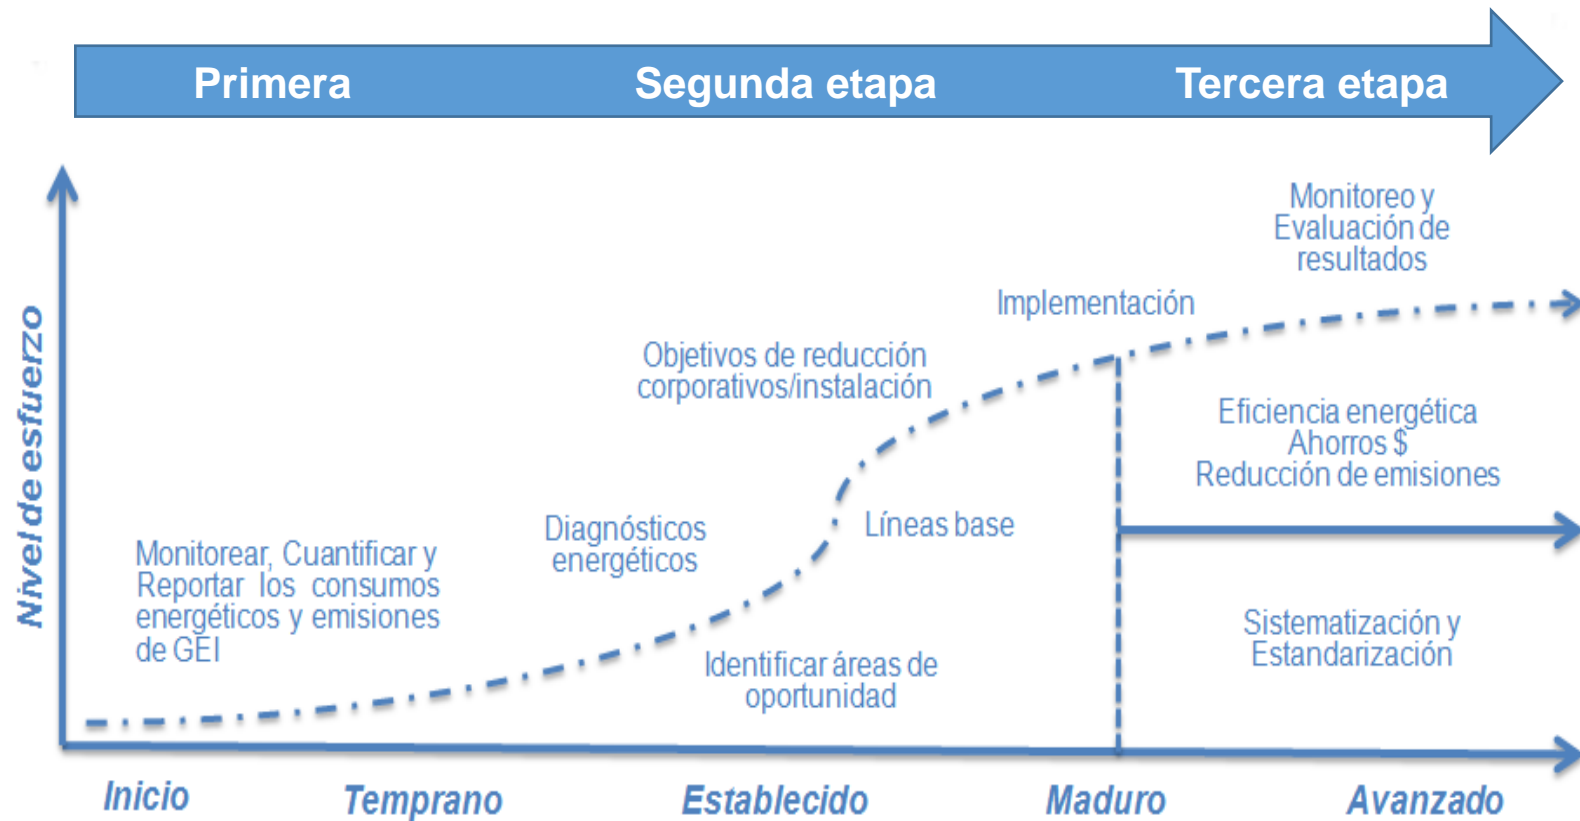 Primera
Segunda etapa
Tercera etapa
Nivel de esfuerzo
Monitoreo y
Evaluación de
resultados
Implementación
Objetivos de reducción
corporativos/instalación
Eficiencia energética
Ahorros $
Reducción de emisiones
Diagnósticos
energéticos
Líneas base
Monitorear, Cuantificar y
Reportar los consumos
energéticos y emisiones
de GEI
Identificar áreas de
oportunidad
Sistematización y
Estandarización
Inicio
Temprano
Establecido
Maduro
Avanzado